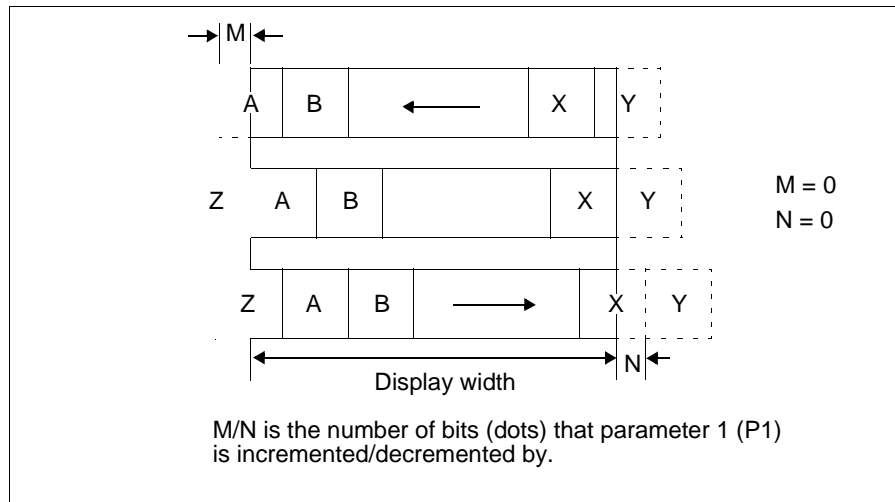 M
A B X Y
Z A B X Y
M = 0
N = 0
Z A B X Y
N
Display width
M/N is the number of bits (dots) that parameter 1 (P1)
is incremented/decremented by.